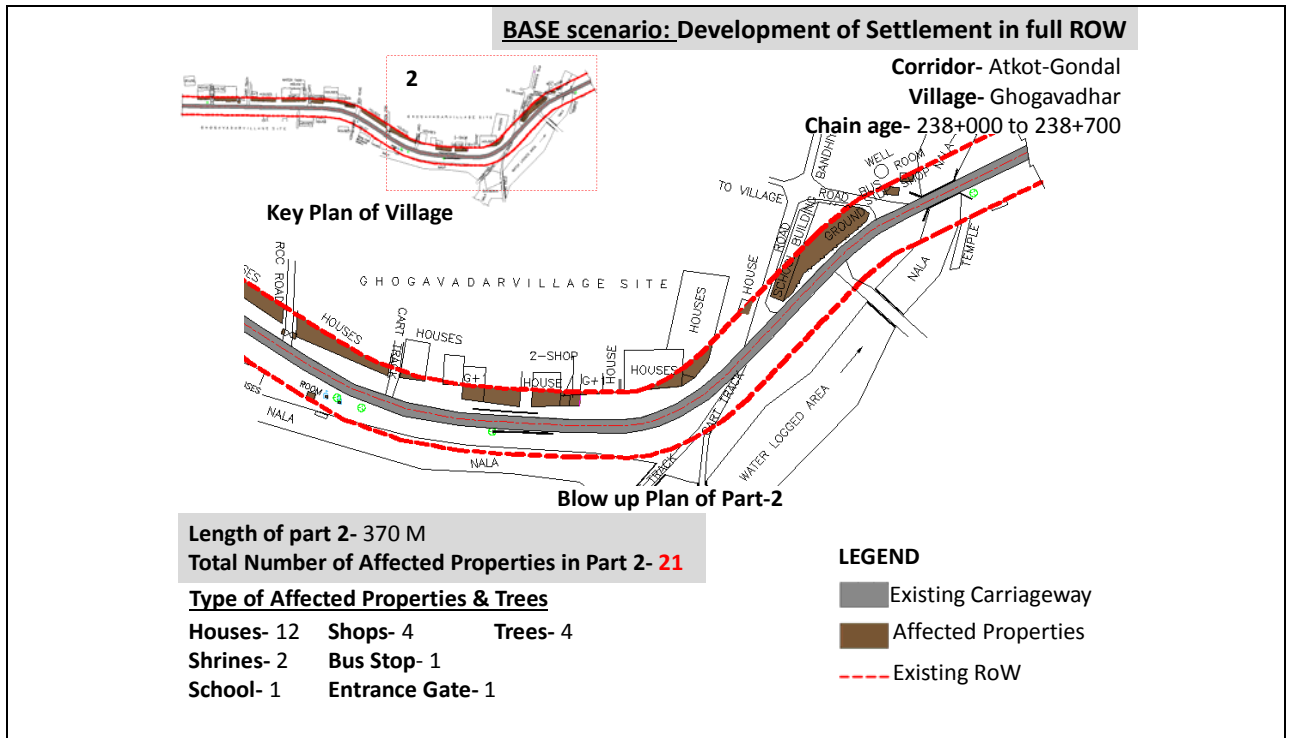 BASE scenario: Development of Settlement in full ROW
Corridor- Atkot-Gondal
Village- Ghogavadhar
Chain age- 238+000 to 238+700
2
Key Plan of Village
TO VILLAGE
BANDHI
WELL
ROOM
BUS
SHOP
NALA
ROAD
GROUND
SCHOOL BUILDING
ROAD
HOUSE
TEMPLE
NALA
RCC ROAD
GHOGAVADARVILLAGE SITE
HOUSES
HOUSES
CART TRACK
HOUSES
HOUSES
2-SHOP
HOUSE
G+1
HOUSE
G+1
HOUSES
ROOM
NALA
NALA
CART TRACK
TRACK
WATER LOGGED AREA
Blow up Plan of Part-2
Length of part 2- 370 M
Total Number of Affected Properties in Part 2- 21
Type of Affected Properties & Trees
Houses- 12 Shops- 4 Trees- 4
Shrines- 2 Bus Stop- 1
School- 1 Entrance Gate- 1
LEGEND
Existing Carriageway
Affected Properties
Existing RoW